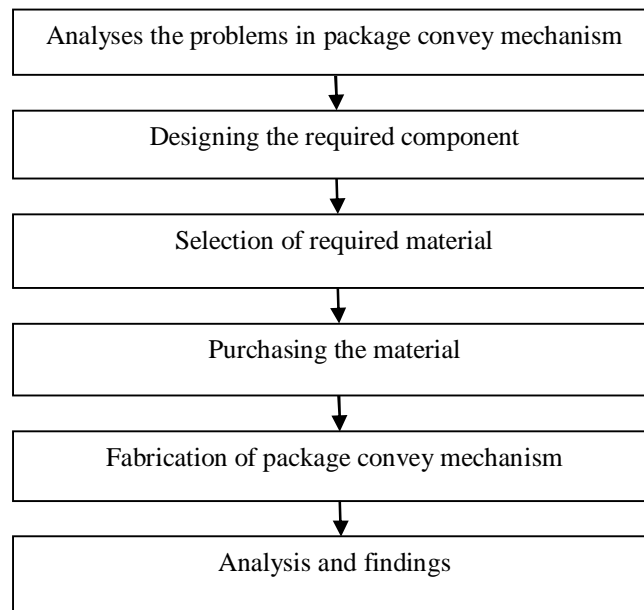 Analyses the problems in package convey mechanism
Designing the required component
Selection of required material
Purchasing the material
Fabrication of package convey mechanism
Analysis and findings